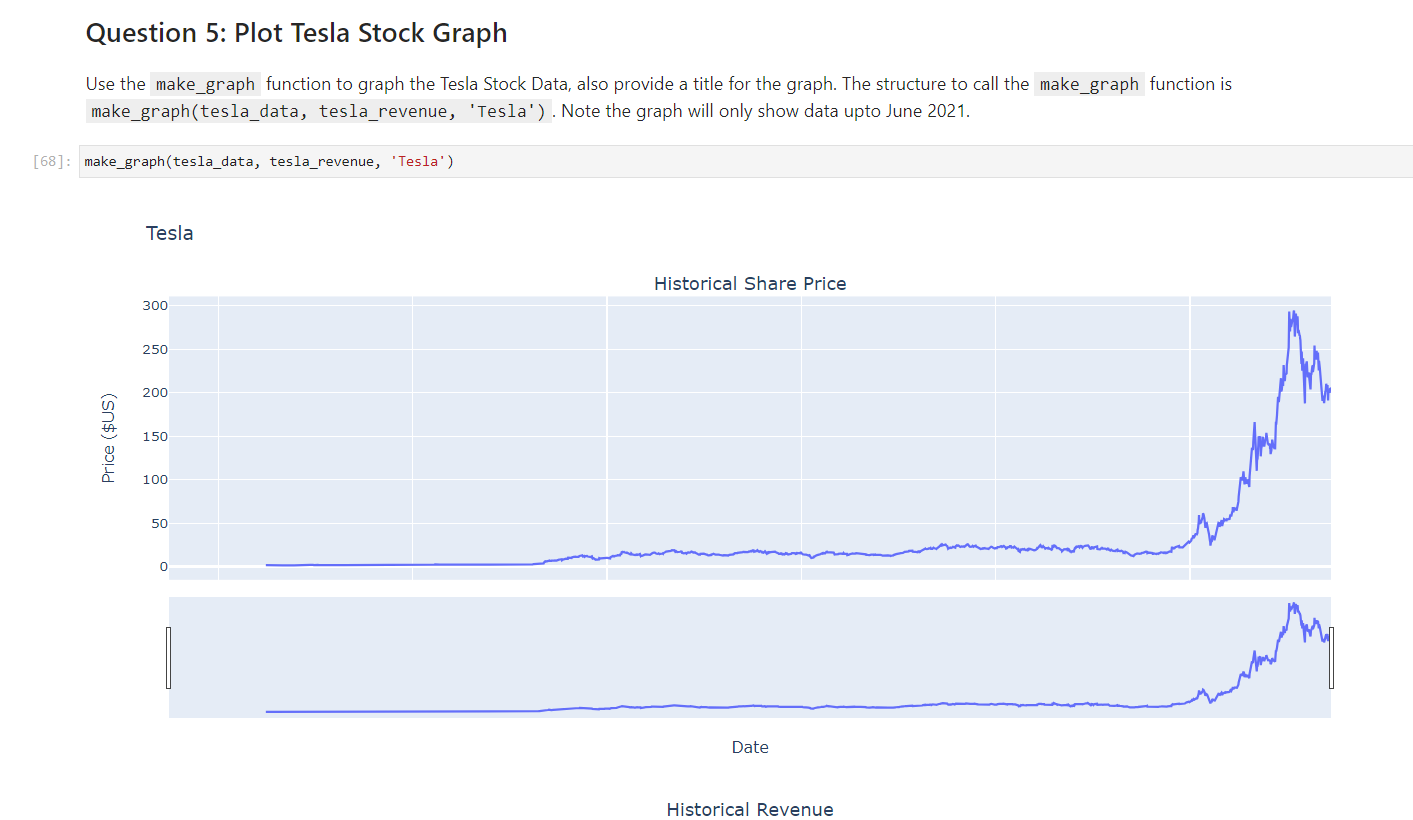 Question 5: Plot Tesla Stock Graph
Use the make_graph function to graph the Tesla Stock Data, also provide a title for the graph. The structure to call the make_graph function is
make_graph(tesla_data, tesla_revenue, 'Tesla'). Note the graph will only show data upto June 2021.
[68]: make_graph(tesla_data, tesla_revenue, 'Tesla')
Tesla
Historical Share Price
Price ($US)
300
250
200
150
100
50
0
Date
Historical Revenue